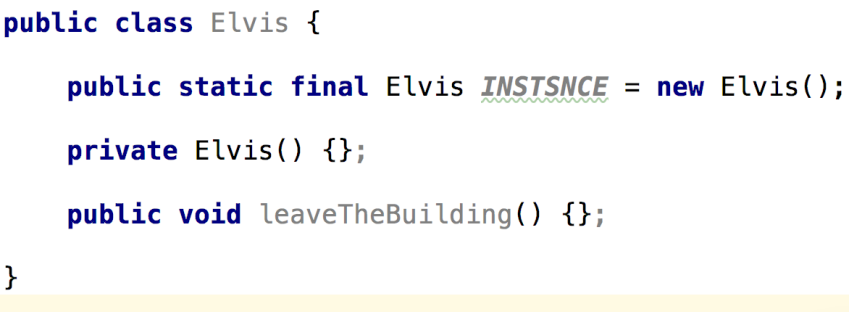 public class Elvis {
public static final Elvis INSTSNCE = new Elvis();
private Elvis() {};
public void leaveTheBuilding() {};
}